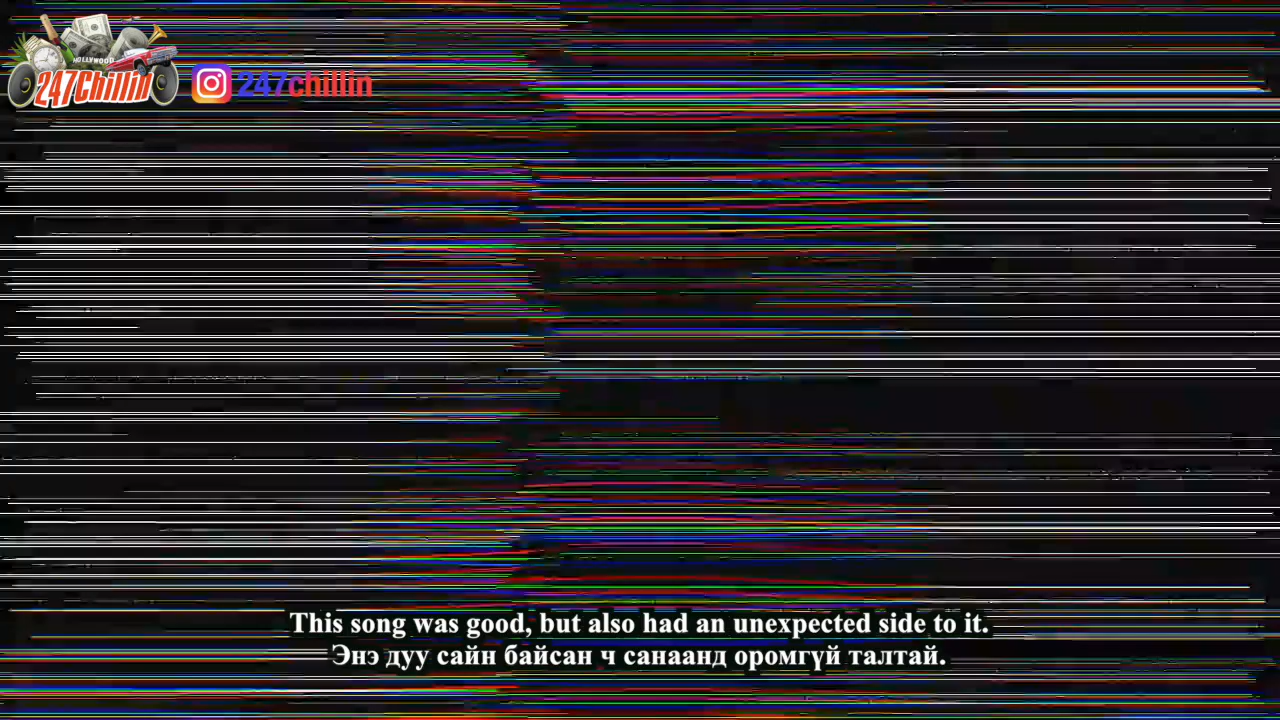 HOLLYWOOD
247Chillin
247chillin
This song was good, but also had an unexpected side to it.
Энэ дуу сайн байсан ч санаанд оромгүй талтай.